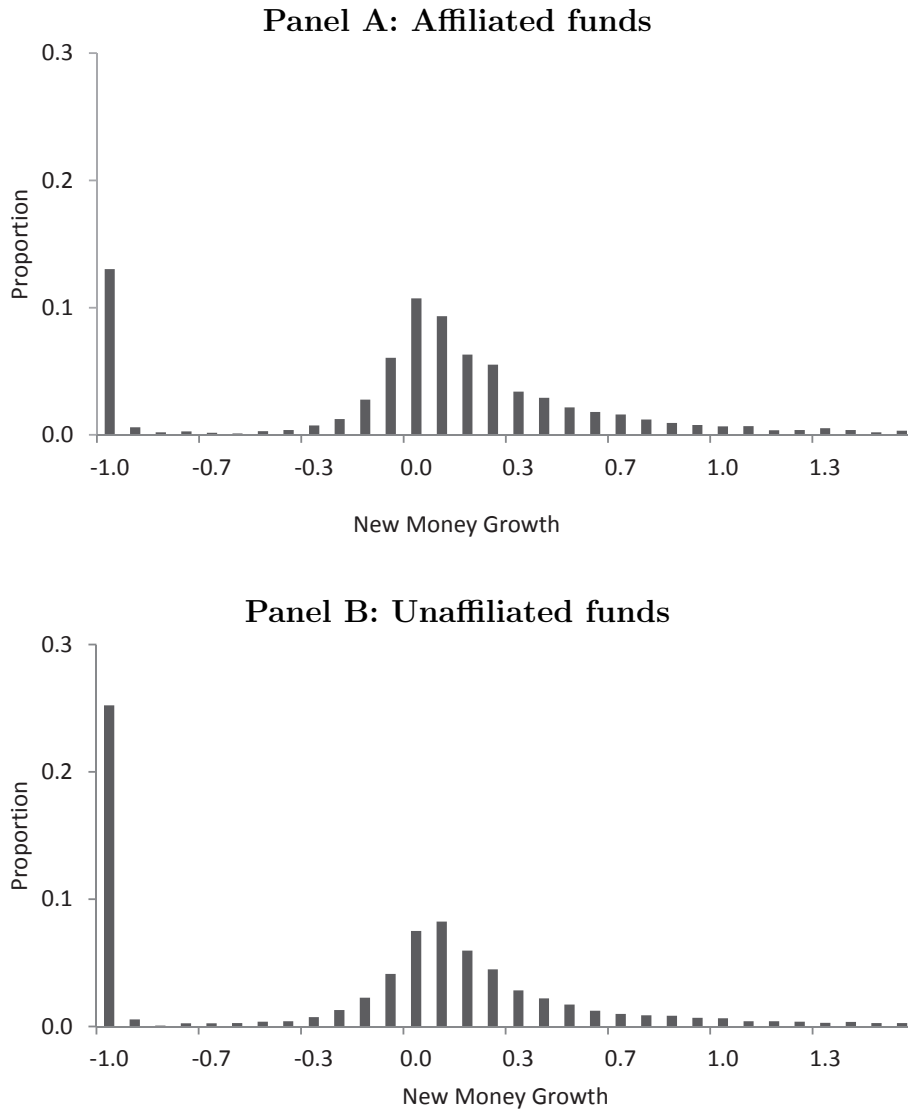 Panel A: Affiliated funds
0.3
0.2
0.1
0.0
Proportion
-1.0 -0.7 -0.3 0.0 0.3 0.7 1.0 1.3
New Money Growth
Panel B: Unaffiliated funds
0.3
0.2
0.1
0.0
Proportion
-1.0 -0.7 -0.3 0.0 0.3 0.7 1.0 1.3
New Money Growth